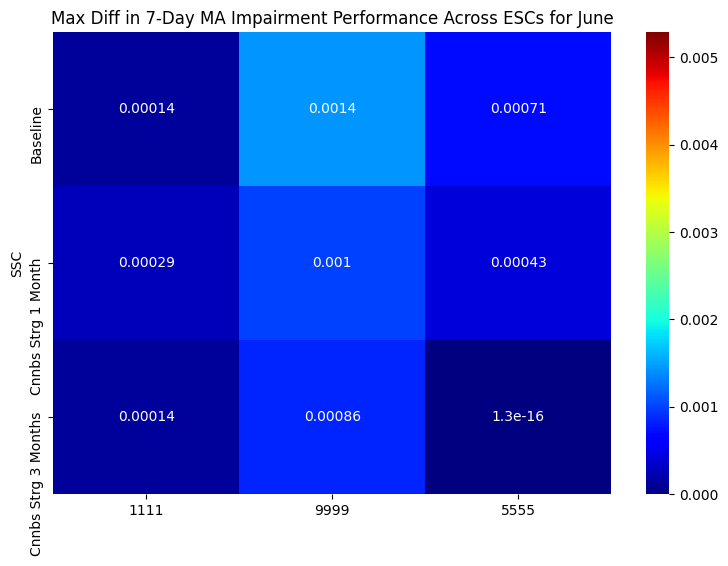 Max Diff in 7-Day MA Impairment Performance Across ESCs for June
SSC
Baseline
0.00014
0.0014
0.00071
Cnnbs Strg 1 Month
0.00029
0.001
0.00043
Cnnbs Strg 3 Months
0.00014
0.00086
1.3e-16
1111
9999
5555
0.005
0.004
0.003
0.002
0.001
0.000